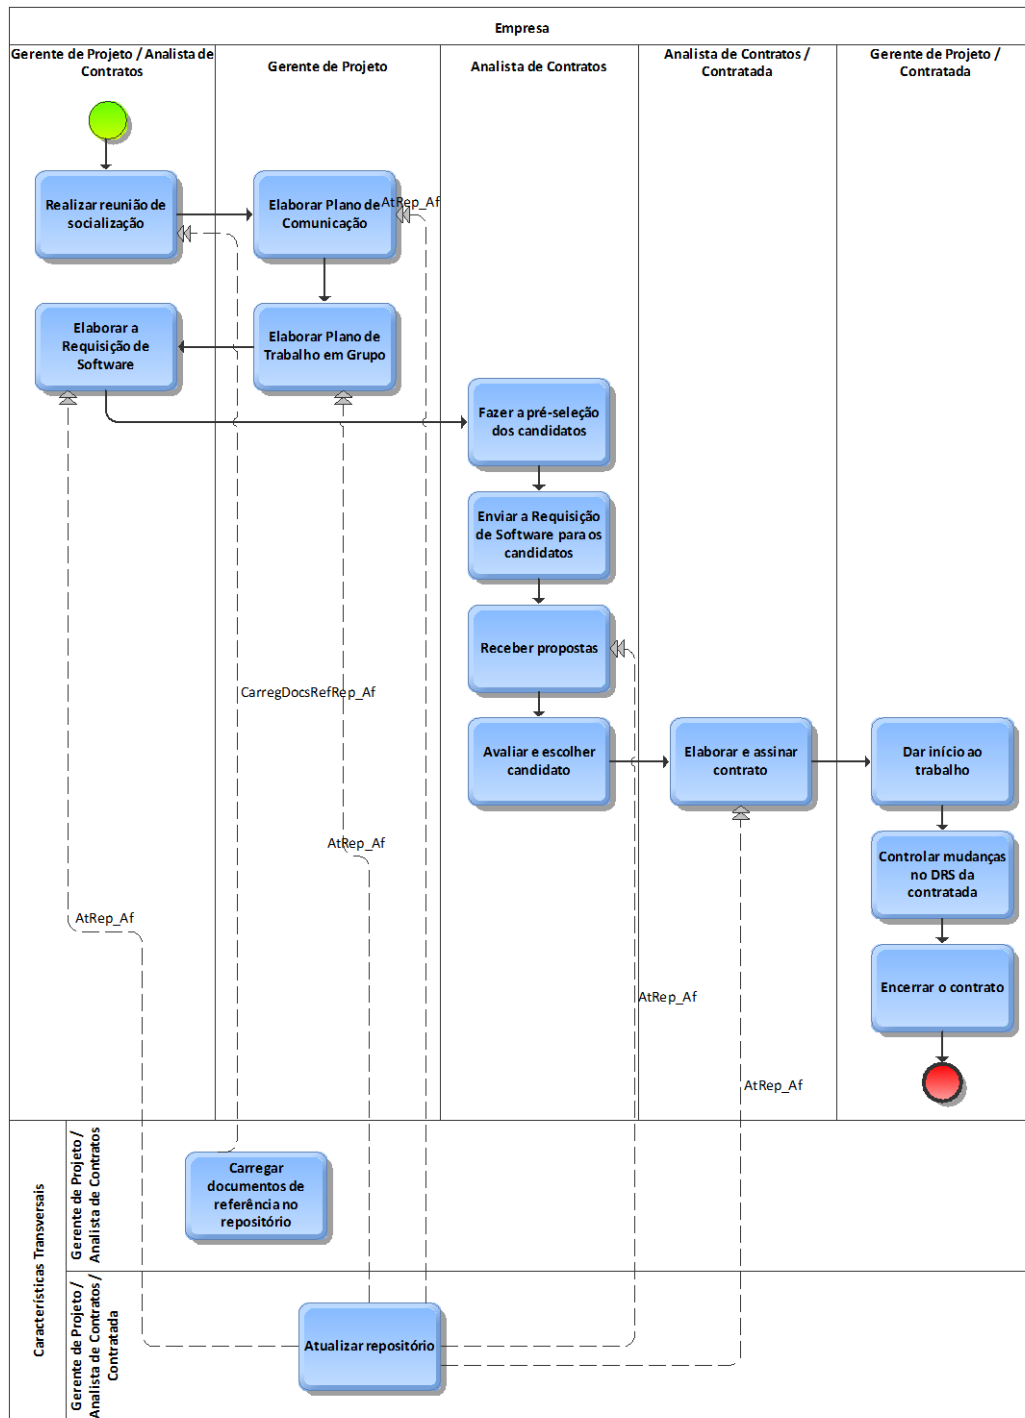 Empresa
Gerente de Projeto / Analista de
Contratos
Gerente de Projeto
Analista de Contratos
Analista de Contratos /
Contratada
Gerente de Projeto /
Contratada
Realizar reunião de
socialização
Elaborar Plano de
Comunicação
AtRep_Af
Elaborar a
Requisição de
Software
Elaborar Plano de
Trabalho em Grupo
Fazer a pré-seleção
dos candidatos
Enviar a Requisição
de Software para os
candidatos
Receber propostas
CarregDocsRefRep_Af
Avaliar e escolher
candidato
Elaborar e assinar
contrato
Dar início ao
trabalho
AtRep_Af
Controlar mudanças
no DRS da
contratada
AtRep_Af
Encerrar o contrato
AtRep_Af
AtRep_Af
Características Transversais
Gerente de Projeto /
Analista de Contratos
Carregar
documentos de
referência no
repositório
Gerente de Projeto /
Analista de Contratos /
Contratada
Atualizar repositório